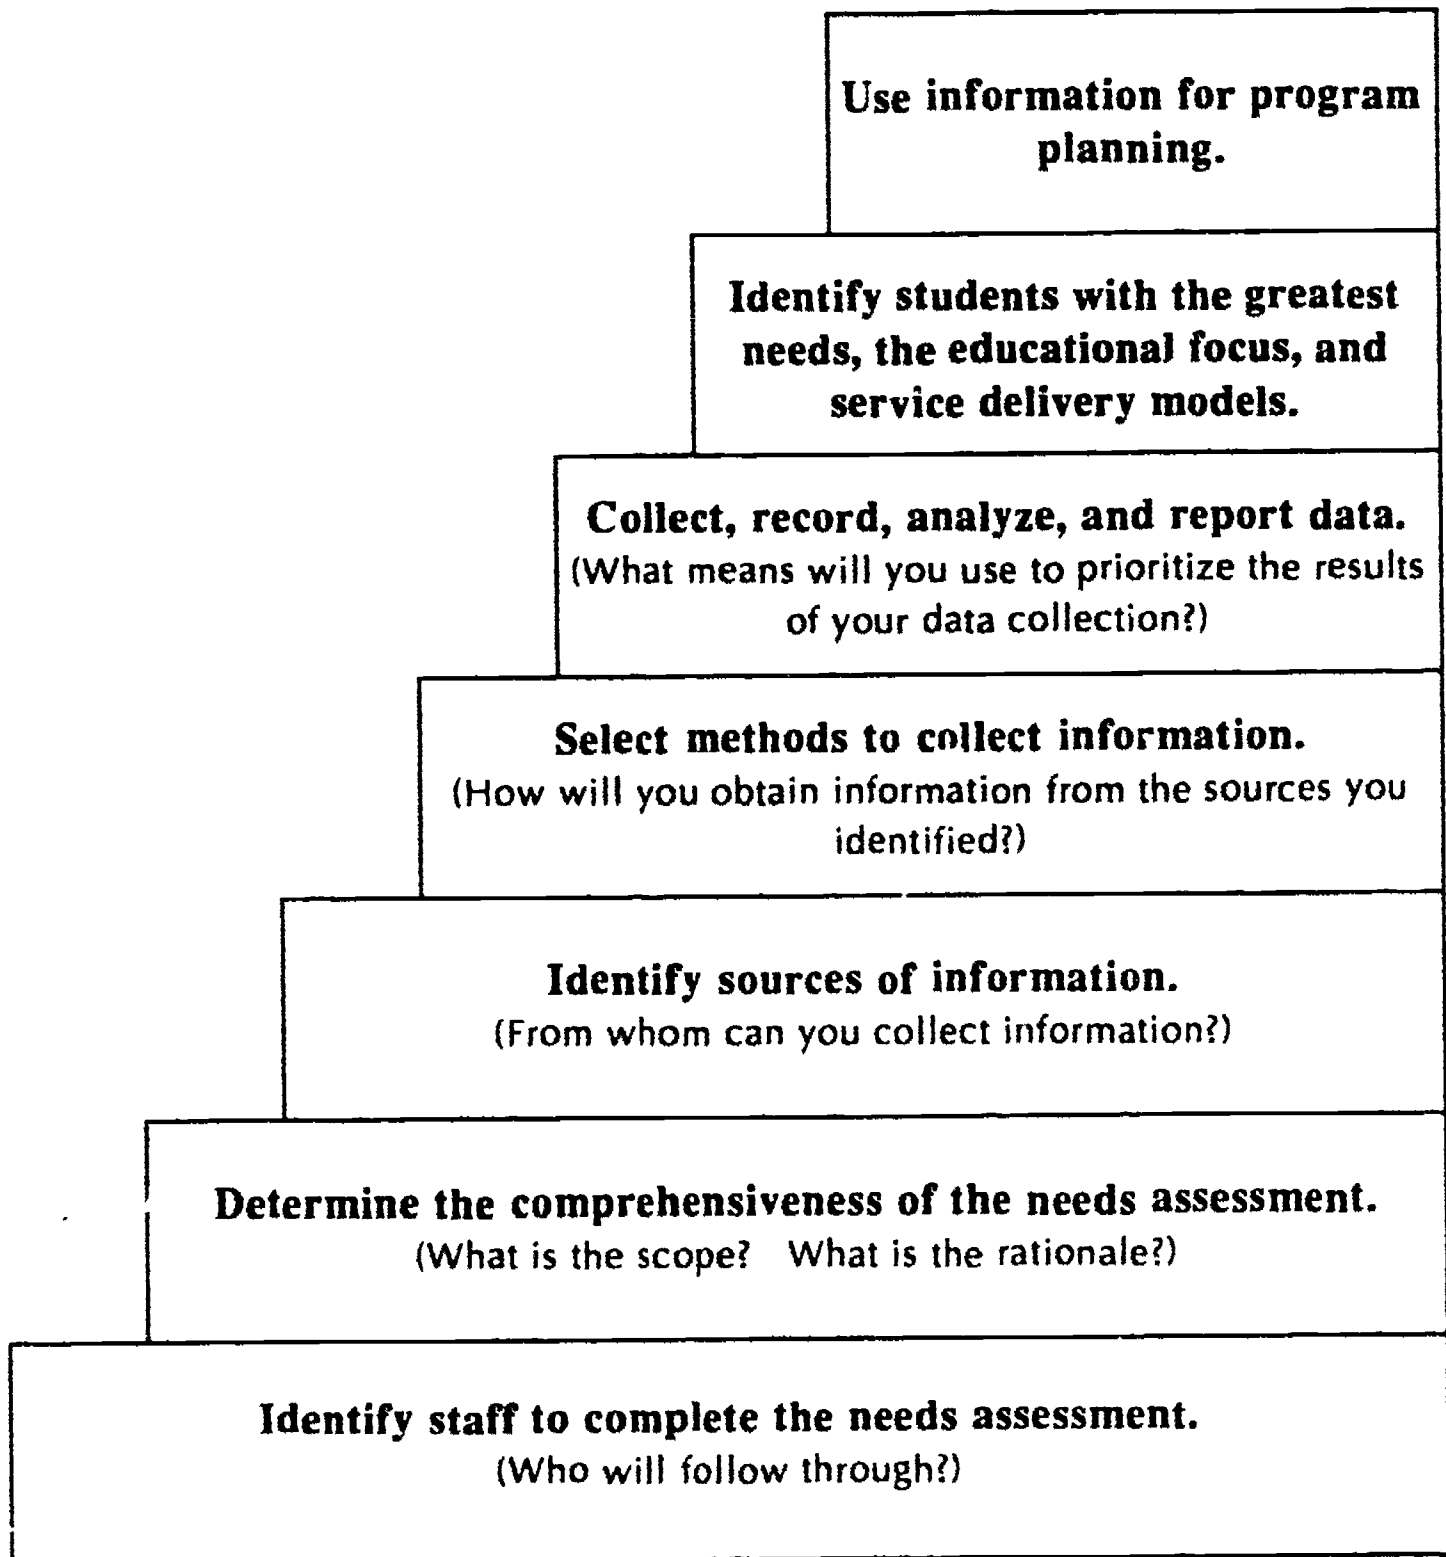 Use information for program
planning.
Identify students with the greatest
needs, the educational focus, and
service delivery models.
Collect, record, analyze, and report data.
(What means will you use to prioritize the results
of your data collection?)
Select methods to collect information.
(How will you obtain information from the sources you
identified?)
Identify sources of information.
(From whom can you collect information?)
Determine the comprehensiveness of the needs assessment.
(What is the scope? What is the rationale?)
Identify staff to complete the needs assessment.
(Who will follow through?)